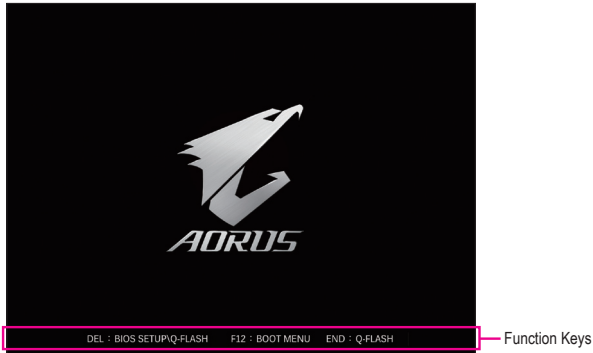 AORUS
DEL : BIOS SETUP\Q-FLASH F12 : BOOT MENU END : Q-FLASH
Function Keys